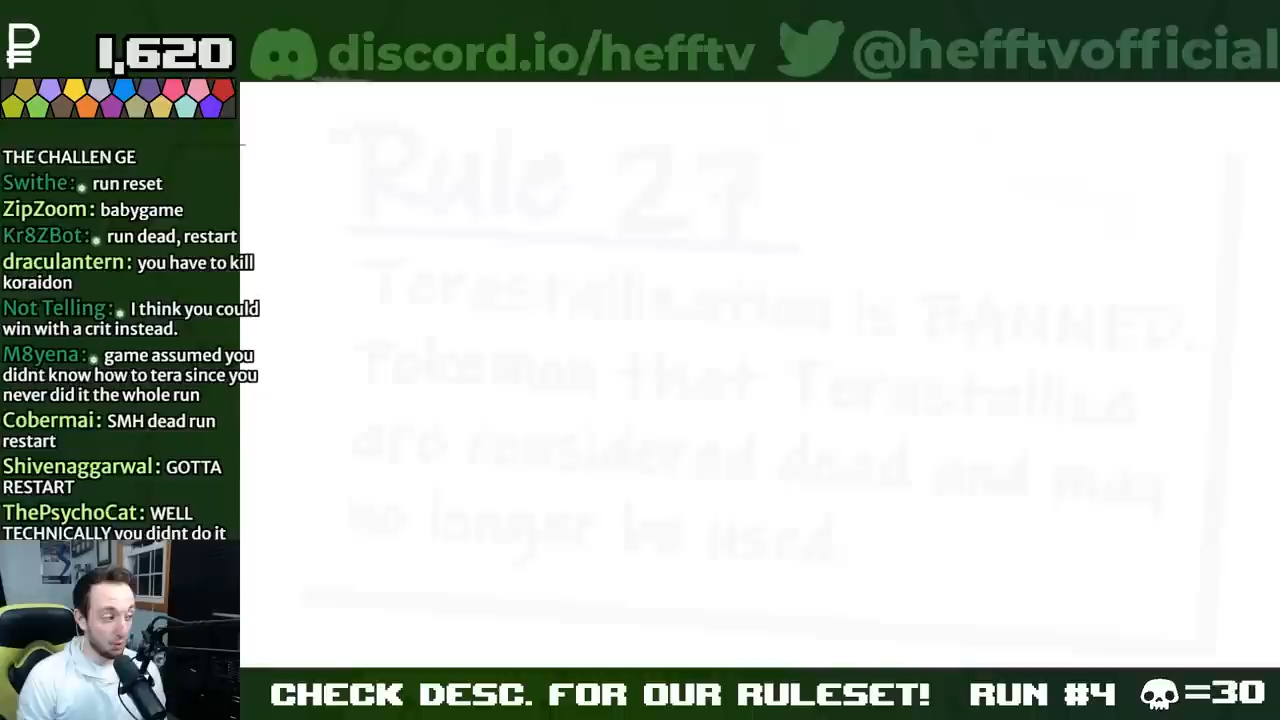 1,620
discord.io/hefftv
@hefftvofficial
THE CHALLEN GE
Swithe: run reset
ZipZoom: babygame
Kr8ZBot: run dead, restart
draculantern: you have to kill
koraidon
Not Telling: I think you could
win with a crit instead.
M8yena: game assumed you
didnt know how to tera since you
never did it the whole run
Cobermai: SMH dead run
restart
Shivenaggarwal: GOTTA
RESTART
ThePsychoCat: WELL
TECHNICALLY you didnt do it
Rule 27
Terastallisation is BANNED.
Pokemon that Terastallise
are considered dead and may
no longer be used.
CHECK DESC. FOR OUR RULESET! RUN #4 =30